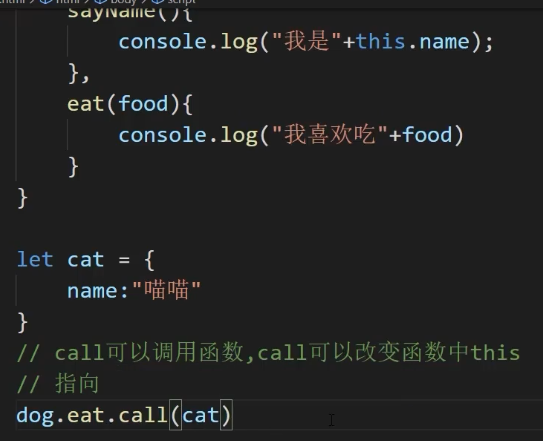 html > html > body > script
sayName(){
console.log("我是"+this.name);
},
eat(food){
console.log("我喜欢吃"+food)
}
}
let cat = {
name:"喵喵"
}
// call可以调用函数,call可以改变函数中this
// 指向
dog.eat.call(cat)